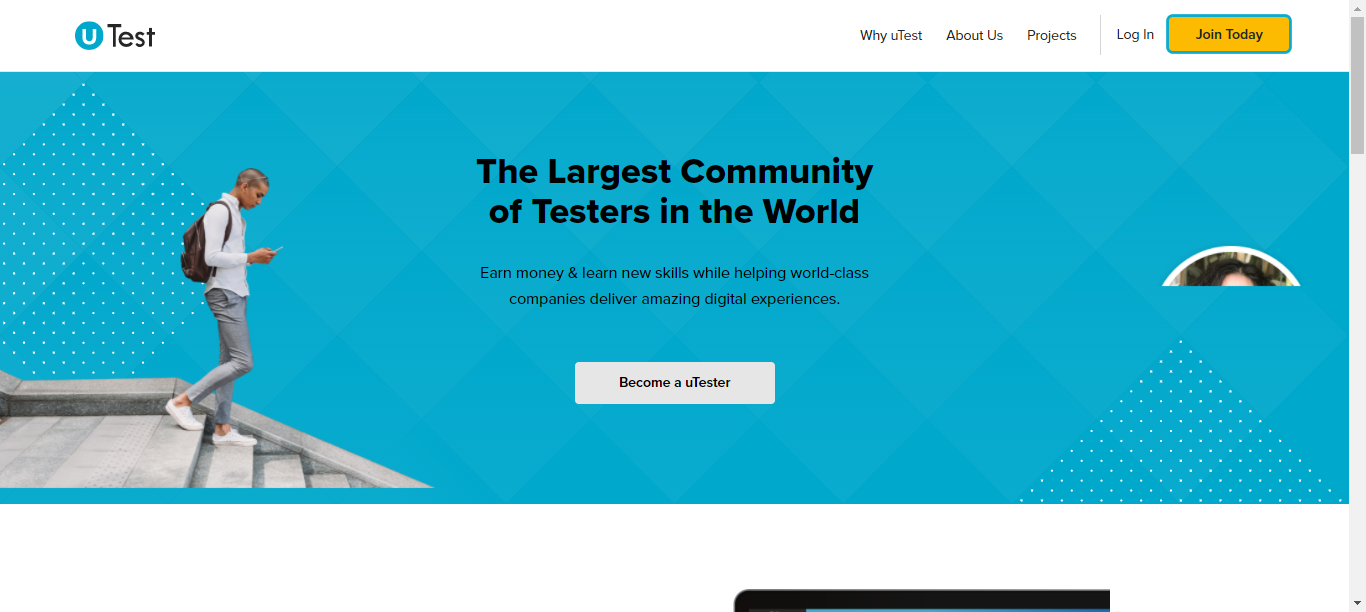 uTest
Why uTest
About Us
Projects
Log In
Join Today
The Largest Community
of Testers in the World
Earn money & learn new skills while helping world-class
companies deliver amazing digital experiences.
Become a uTester